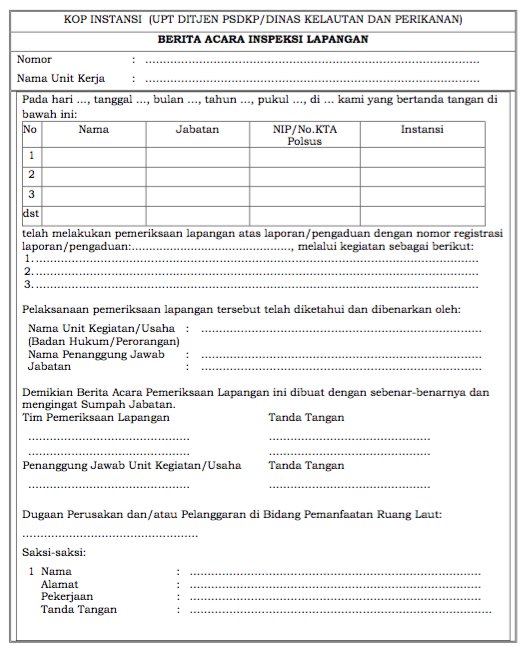 KOP INSTANSI (UPT DITJEN PSDKP/DINAS KELAUTAN DAN PERIKANAN)
BERITA ACARA INSPEKSI LAPANGAN
Nomor : ......................................................................................
Nama Unit Kerja : ......................................................................................
Pada hari ..., tanggal ..., bulan ..., tahun ..., pukul ..., di ... kami yang bertanda tangan di
bawah ini:
No Nama Jabatan NIP/No.KTA Polsus Instansi
1
2
3
dst
telah melakukan pemeriksaan lapangan atas laporan/pengaduan dengan nomor registrasi
laporan/pengaduan:............................................, melalui kegiatan sebagai berikut:
1. ..........................................................................................................................
2. ..........................................................................................................................
3. ..........................................................................................................................
Pelaksanaan pemeriksaan lapangan tersebut telah diketahui dan dibenarkan oleh:
Nama Unit Kegiatan/Usaha : ..............................................................................
(Badan Hukum/Perorangan)
Nama Penanggung Jawab : ..............................................................................
Jabatan : ..............................................................................
Demikian Berita Acara Pemeriksaan Lapangan ini dibuat dengan sebenar-benarnya dan
mengingat Sumpah Jabatan.
Tim Pemeriksaan Lapangan Tanda Tangan
............................................. .............................................
............................................. .............................................
Penanggung Jawab Unit Kegiatan/Usaha Tanda Tangan
............................................. .............................................
Dugaan Perusakan dan/atau Pelanggaran di Bidang Pemanfaatan Ruang Laut:
.................................................
Saksi-saksi:
1 Nama : .................................................................................
Alamat : .................................................................................
Pekerjaan : .................................................................................
Tanda Tangan : ....................................................................................